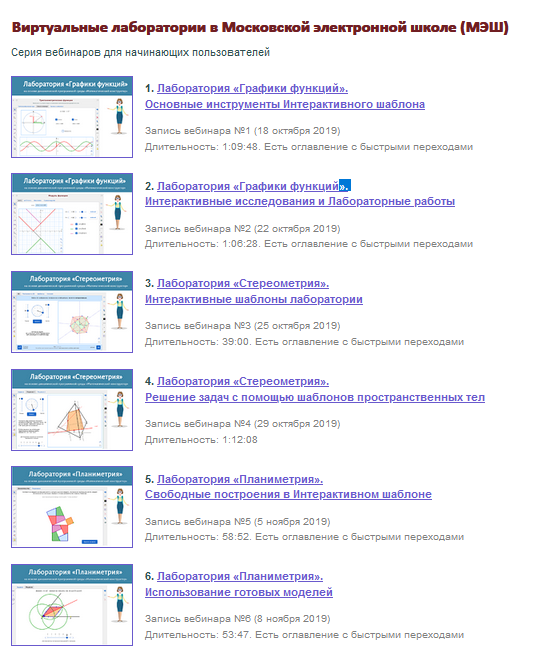 Виртуальные лаборатории в Московской электронной школе (МЭШ)
Серия вебинаров для начинающих пользователей
Лаборатория «Графики функций»
1. Лаборатория «Графики функций».
Основные инструменты Интерактивного шаблона
Запись вебинара №1 (18 октября 2019)
Длительность: 1:09:48. Есть оглавление с быстрыми переходами
Лаборатория «Графики функций»
2. Лаборатория «Графики функций».
Интерактивные исследования и Лабораторные работы
Запись вебинара №2 (22 октября 2019)
Длительность: 1:06:28. Есть оглавление с быстрыми переходами
Лаборатория «Стереометрия»
3. Лаборатория «Стереометрия».
Интерактивные шаблоны лаборатории
Запись вебинара №3 (25 октября 2019)
Длительность: 39:00. Есть оглавление с быстрыми переходами
Лаборатория «Стереометрия»
4. Лаборатория «Стереометрия».
Решение задач с помощью шаблонов пространственных тел
Запись вебинара №4 (29 октября 2019)
Длительность: 1:12:08
Лаборатория «Планиметрия»
5. Лаборатория «Планиметрия».
Свободные построения в Интерактивном шаблоне
Запись вебинара №5 (5 ноября 2019)
Длительность: 58:52. Есть оглавление с быстрыми переходами
Лаборатория «Планиметрия»
6. Лаборатория «Планиметрия».
Использование готовых моделей
Запись вебинара №6 (8 ноября 2019)
Длительность: 53:47. Есть оглавление с быстрыми переходами